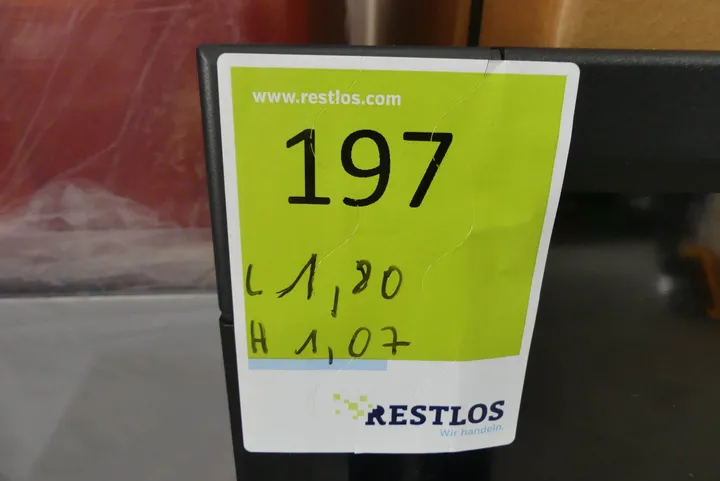 www.restlos.com
197
L 1,80
H 1,07
RESTLOS
Wir handeln.